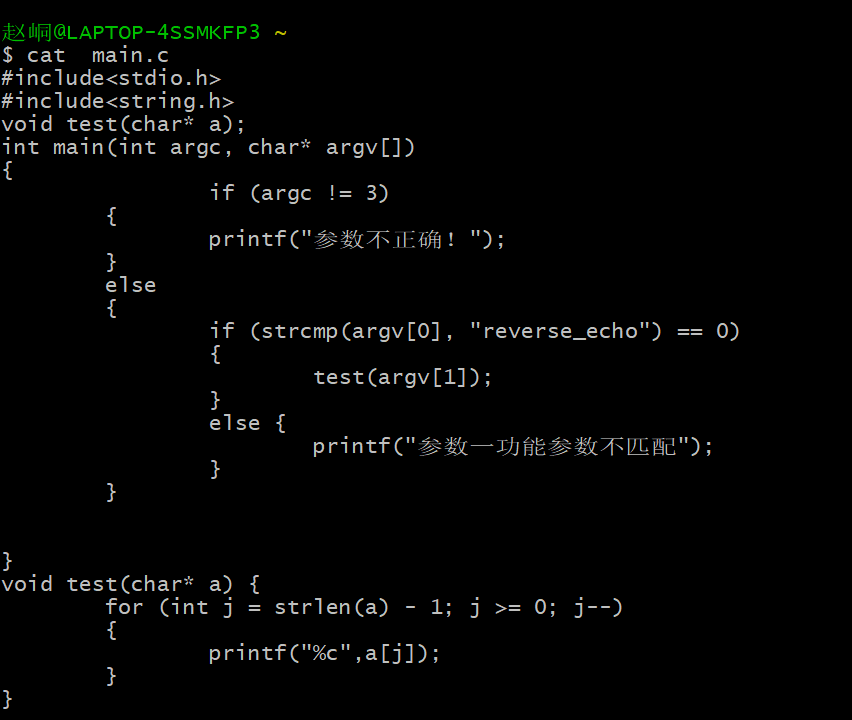 赵峒@LAPTOP-4SSMKFP3 ~
$ cat  main.c
#include<stdio.h>
#include<string.h>
void test(char* a);
int main(int argc, char* argv[])
{
                if (argc != 3)
        {
                printf("参数不正确！");
        }
        else
        {
                if (strcmp(argv[0], "reverse_echo") == 0)
                {
                        test(argv[1]);
                }
                else {
                        printf("参数一功能参数不匹配");
                }
        }


}
void test(char* a) {
        for (int j = strlen(a) - 1; j >= 0; j--)
        {
                printf("%c",a[j]);
        }
}